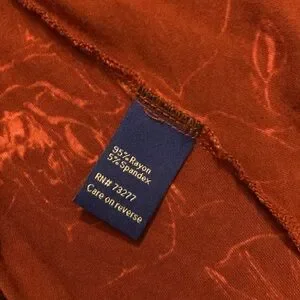 95% Rayon
5% Spandex
RN# 73277
Care on reverse